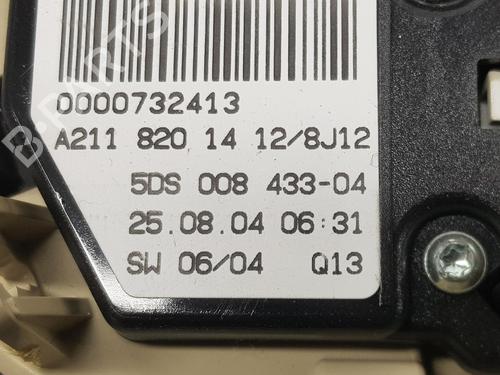 B-PARTS
0000732413
A211 820 14 12/8J12
5DS 008 433-04
25.08.04 06:31
SW 06/04 Q13